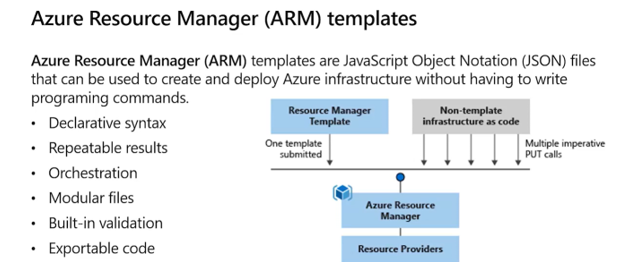 Azure Resource Manager (ARM) templates
Azure Resource Manager (ARM) templates are JavaScript Object Notation (JSON) files
that can be used to create and deploy Azure infrastructure without having to write
programing commands.
• Declarative syntax
• Repeatable results
• Orchestration
• Modular files
• Built-in validation
• Exportable code
Resource Manager
Template
Non-template
infrastructure as code
One template
submitted
Multiple imperative
PUT calls
Azure Resource
Manager
Resource Providers